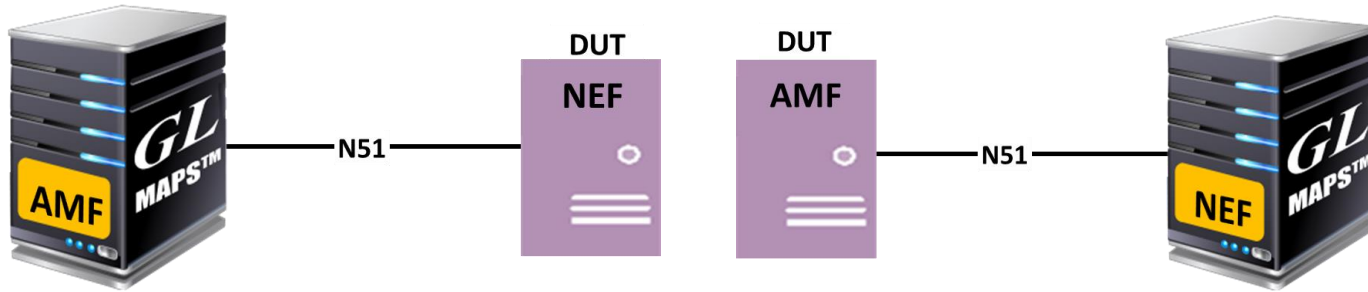 GL
MAPS™
AMF
N51
DUT
NEF
DUT
AMF
N51
GL
MAPS™
NEF